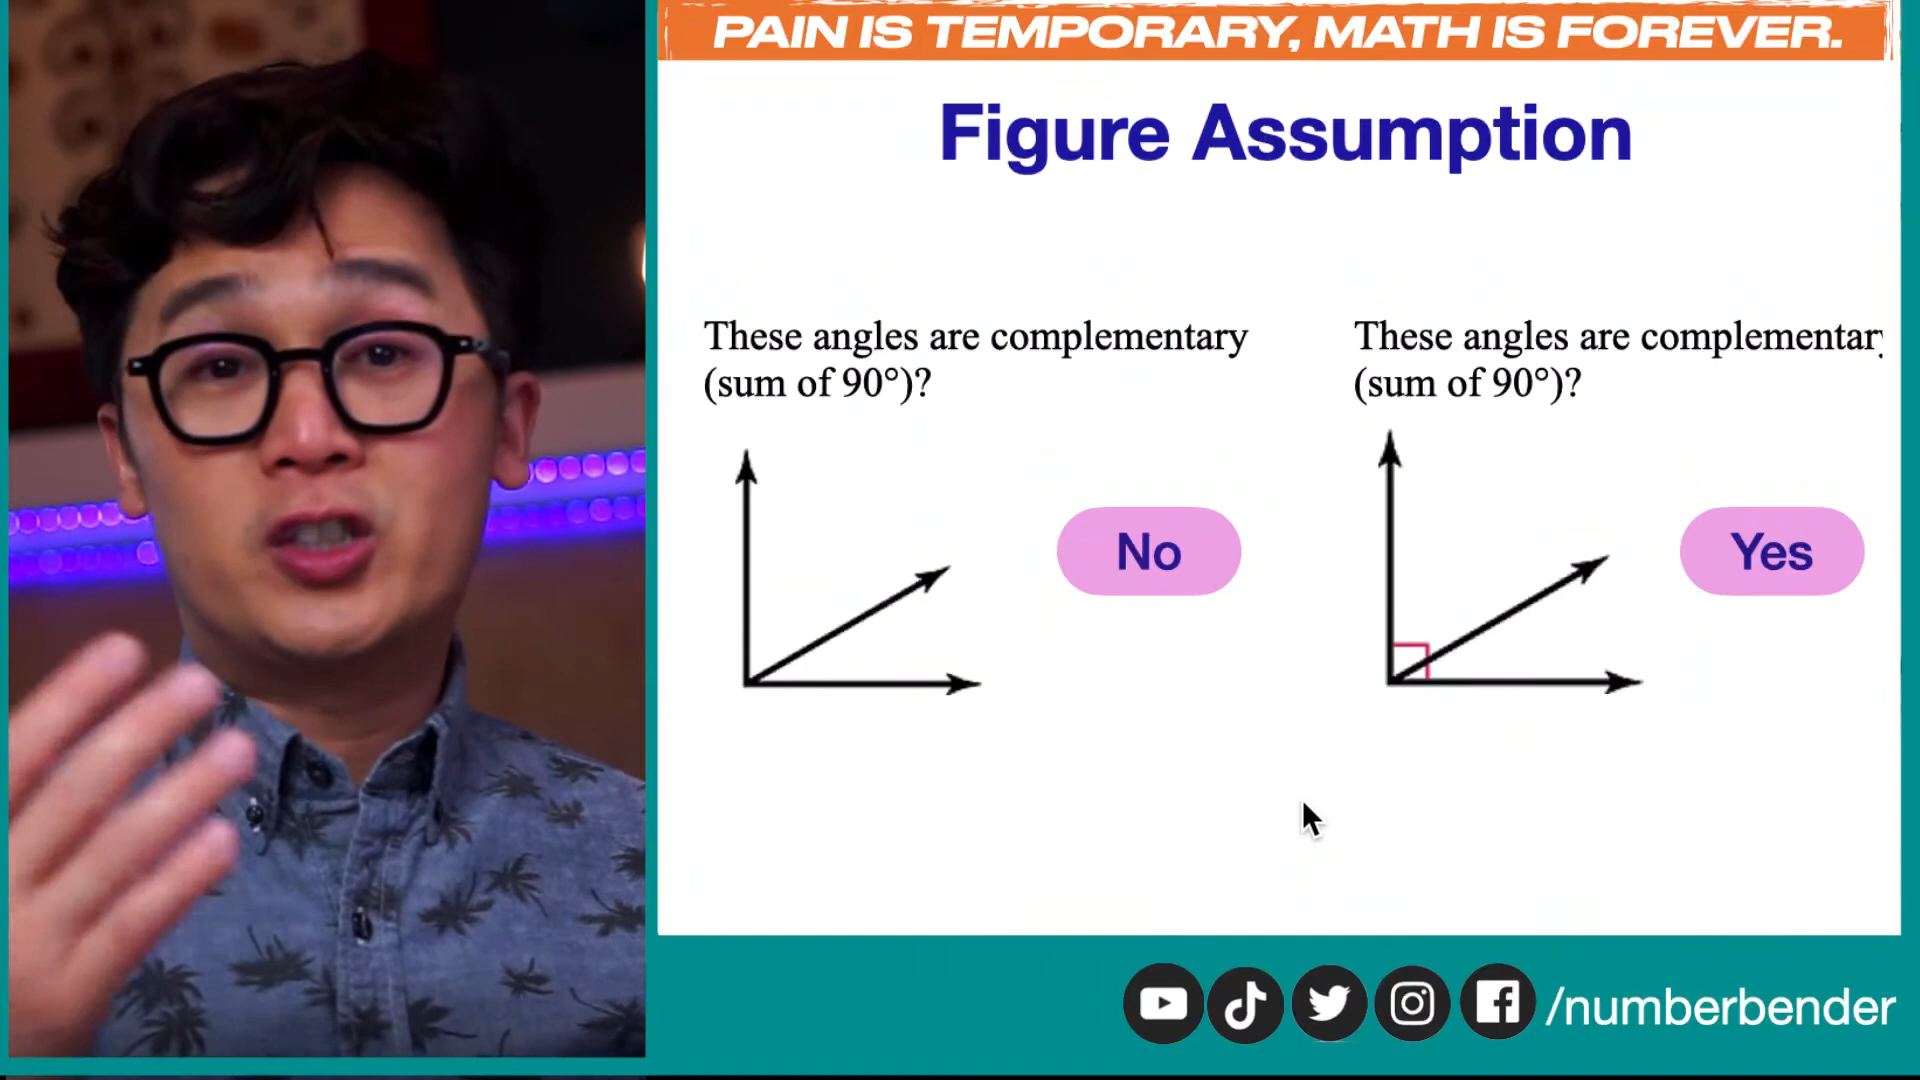 PAIN IS TEMPORARY, MATH IS FOREVER.
Figure Assumption
These angles are complementary
(sum of 90°)?
No
These angles are complementary
(sum of 90°)?
Yes
/numberbender